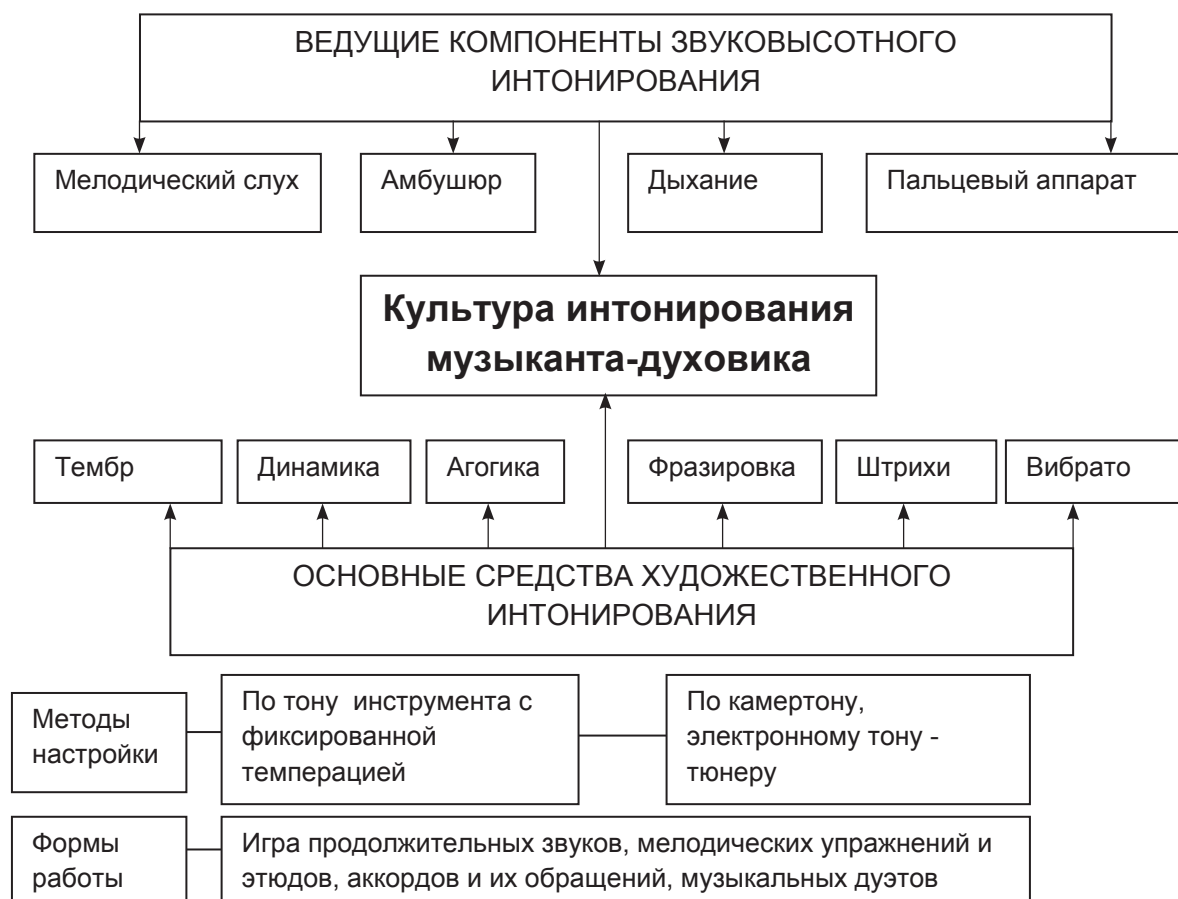 ВЕДУЩИЕ КОМПОНЕНТЫ ЗВУКОВЫСОТНОГО
ИНТОНИРОВАНИЯ
Мелодический слух
Амбушюр
Дыхание
Пальцевый аппарат
Культура интонирования
музыканта-духовика
Тембр
Динамика
Агогика
Фразировка
Штрихи
Вибрато
ОСНОВНЫЕ СРЕДСТВА ХУДОЖЕСТВЕННОГО
ИНТОНИРОВАНИЯ
Методы
настройки
По тону инструмента с
фиксированной
темперацией
По камертону,
электронному тону -
тюнеру
Формы
работы
Игра продолжительных звуков, мелодических упражнений и
этюдов, аккордов и их обращений, музыкальных дуэтов